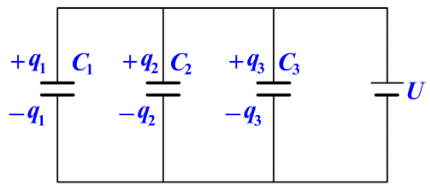 +q₁ C₁ +q₂ C₂ +q₃ C₃
−q₁ −q₂ −q₃ U